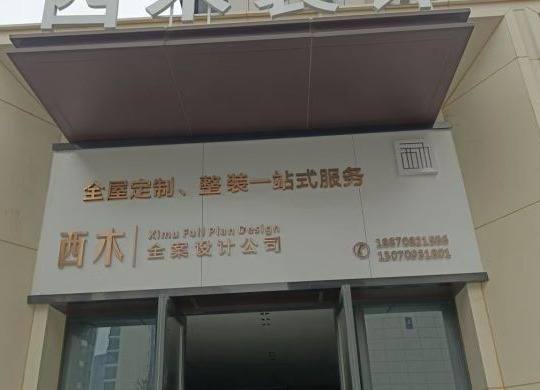 全屋定制、整装一站式服务
西木
Ximu Full Plan Design
全案设计公司
15070951801